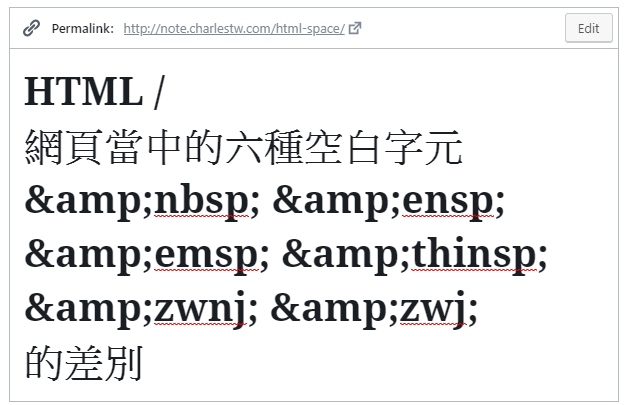 Permalink: http://note.charlestw.com/html-space/ Edit
HTML /
網頁當中的六種空白字元
&amp;nbsp; &amp;ensp;
&amp;emsp; &amp;thinsp;
&amp;zwnj; &amp;zwj;
的差別